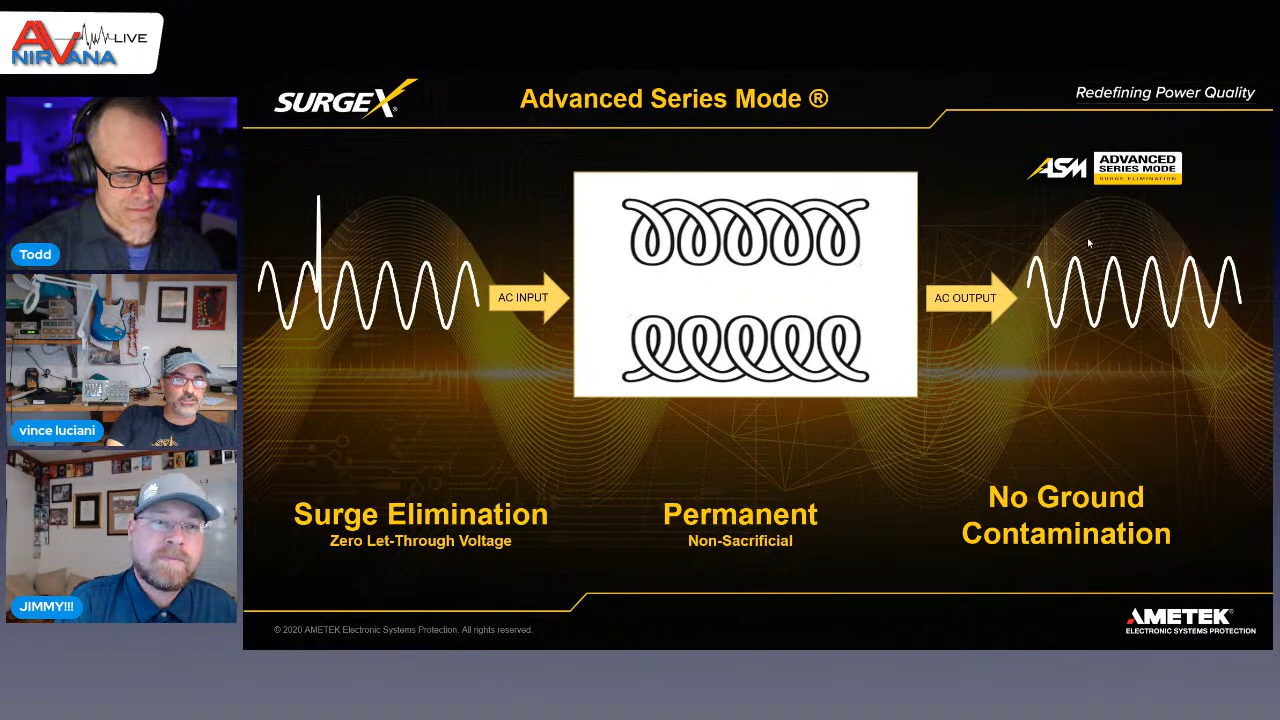 AV NIRVANA LIVE
Todd
vince luciani
JIMMY!!!
SURGEX®
Advanced Series Mode ®
Redefining Power Quality
ASM
ADVANCED
SERIES MODE
SURGE ELIMINATION
AC INPUT
AC OUTPUT
Surge Elimination
Zero Let-Through Voltage
Permanent
Non-Sacrificial
No Ground
Contamination
© 2020 AMETEK Electronic Systems Protection. All rights reserved.
AMETEK®
ELECTRONIC SYSTEMS PROTECTION